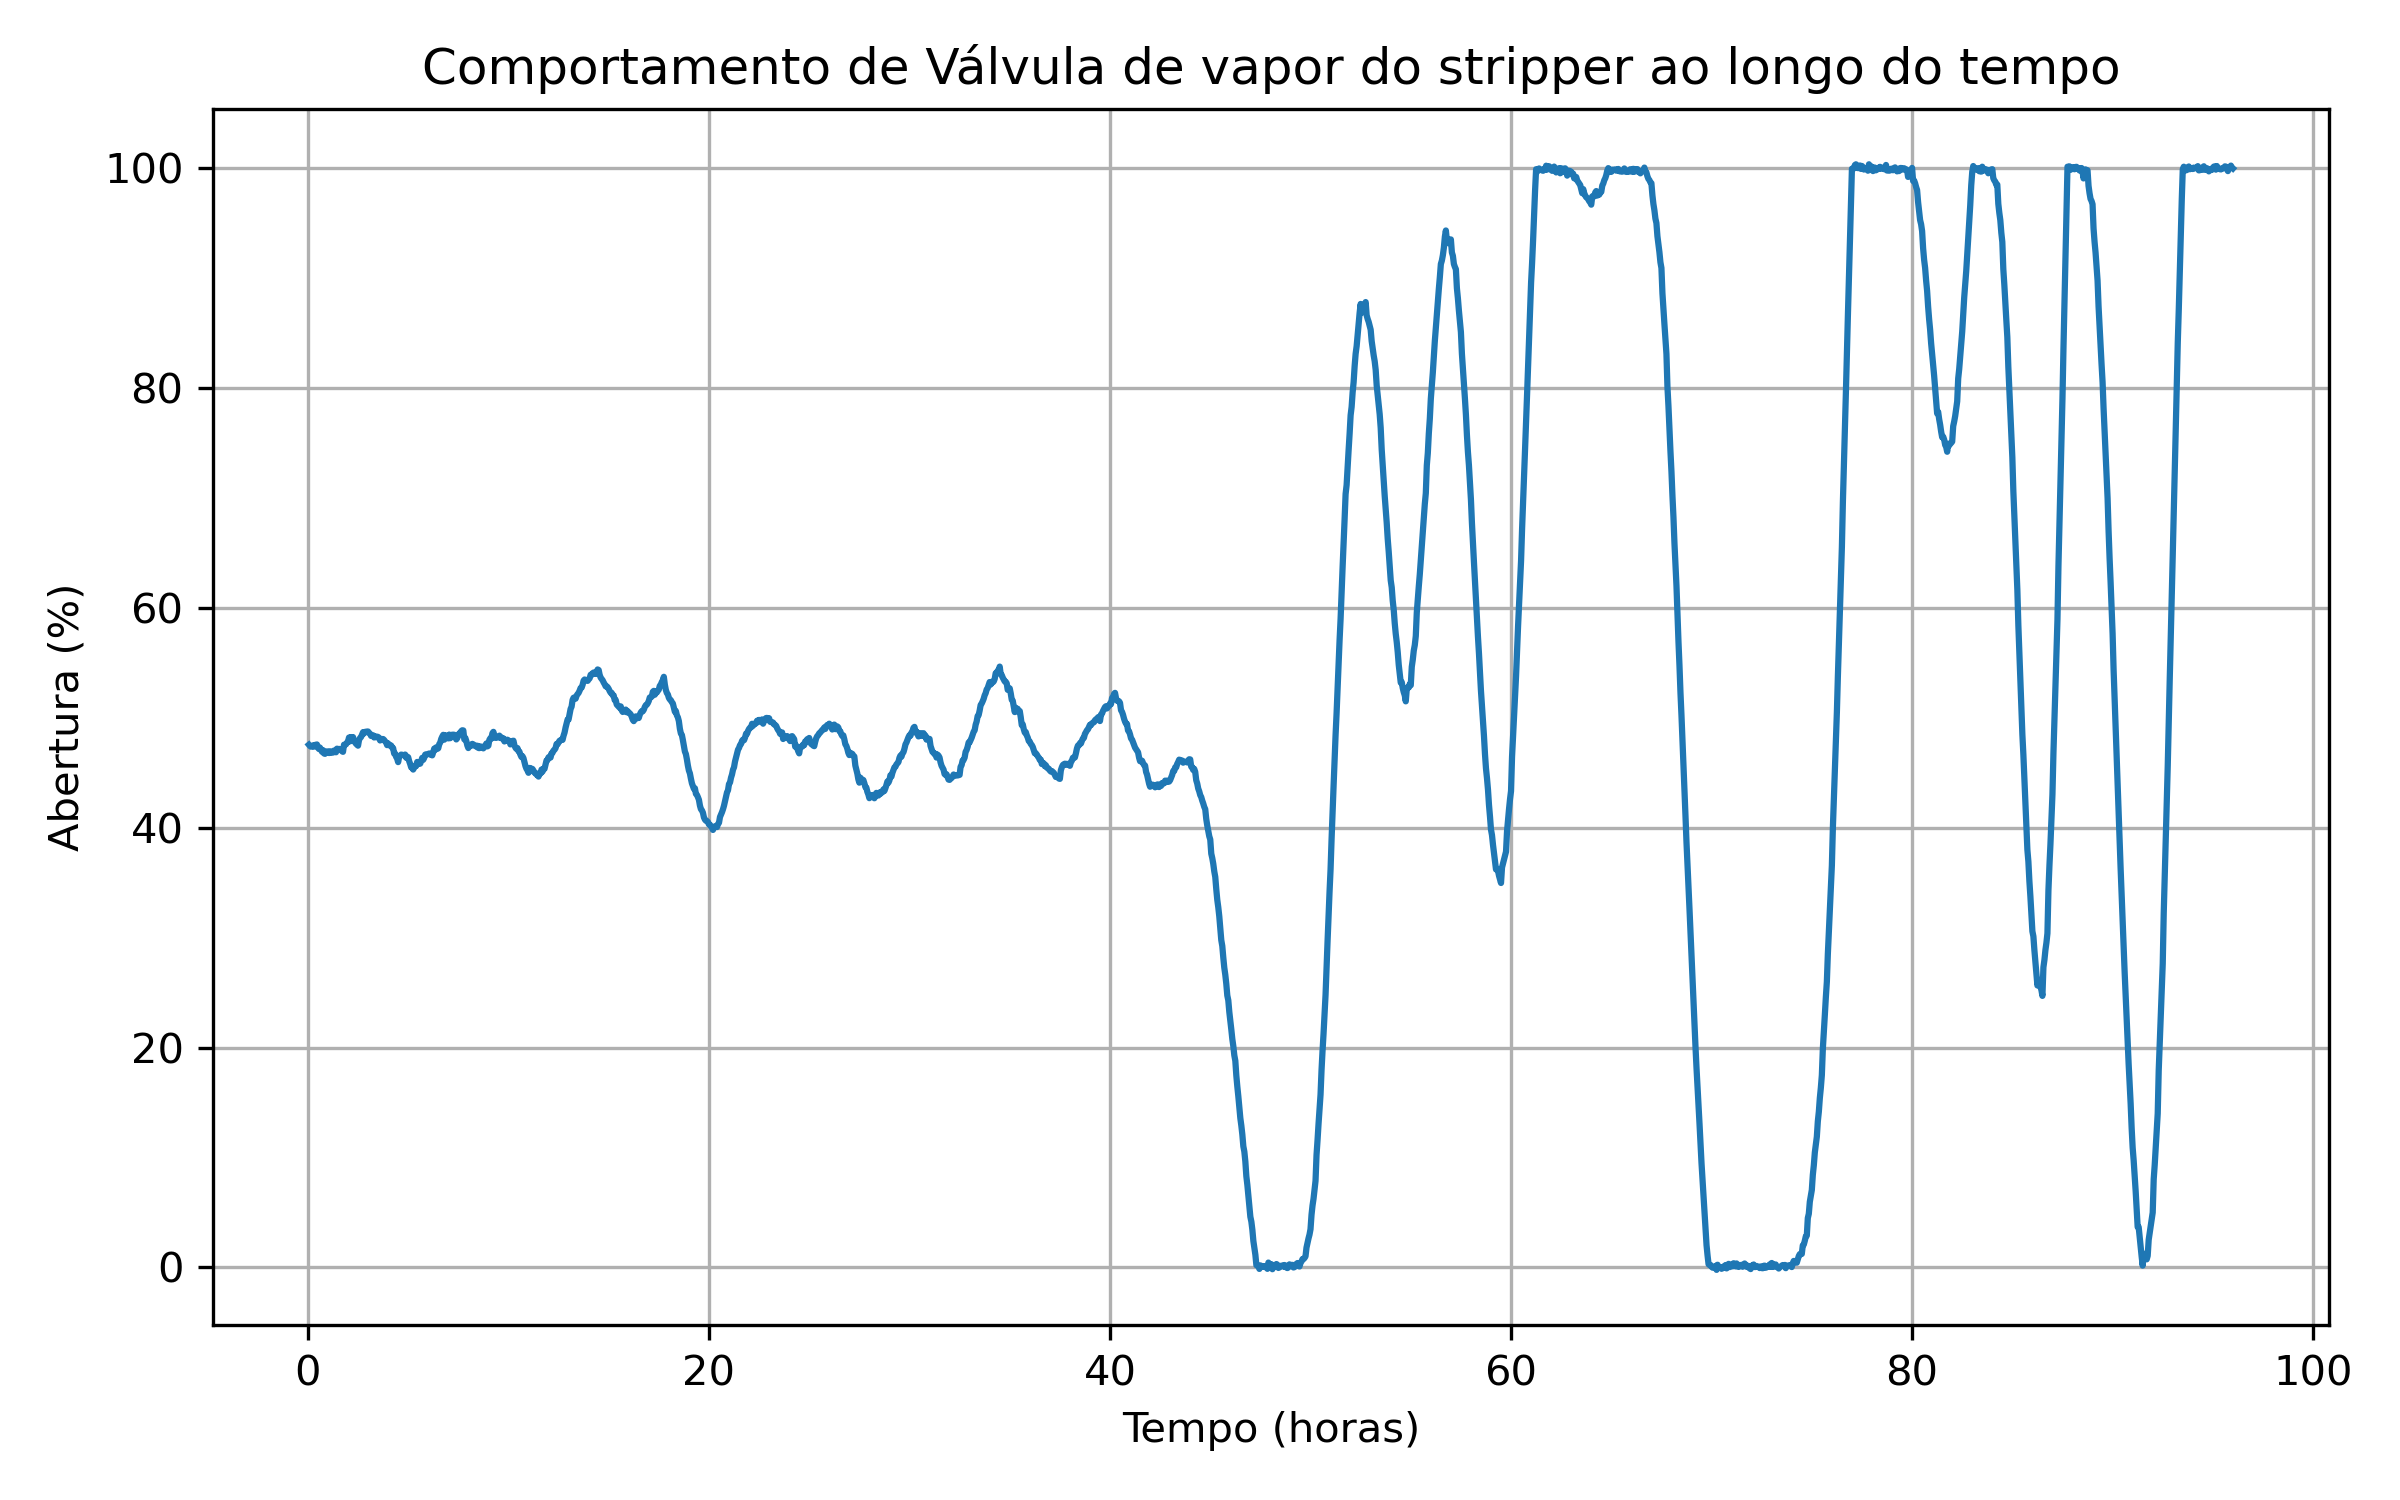 Comportamento de Válvula de vapor do stripper ao longo do tempo
100
80
60
40
20
0
Abertura (%)
0 20 40 60 80 100
Tempo (horas)